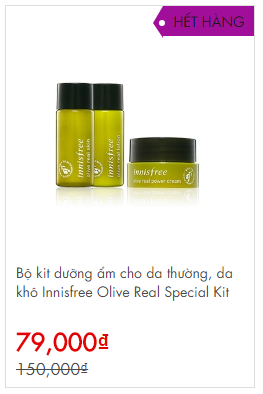 HẾT HÀNG
innisfree
olive real skin
innisfree
olive real lotion
innisfree
olive real power cream
Bộ kit dưỡng ẩm cho da thường, da
khô Innisfree Olive Real Special Kit
79,000₫
150,000₫